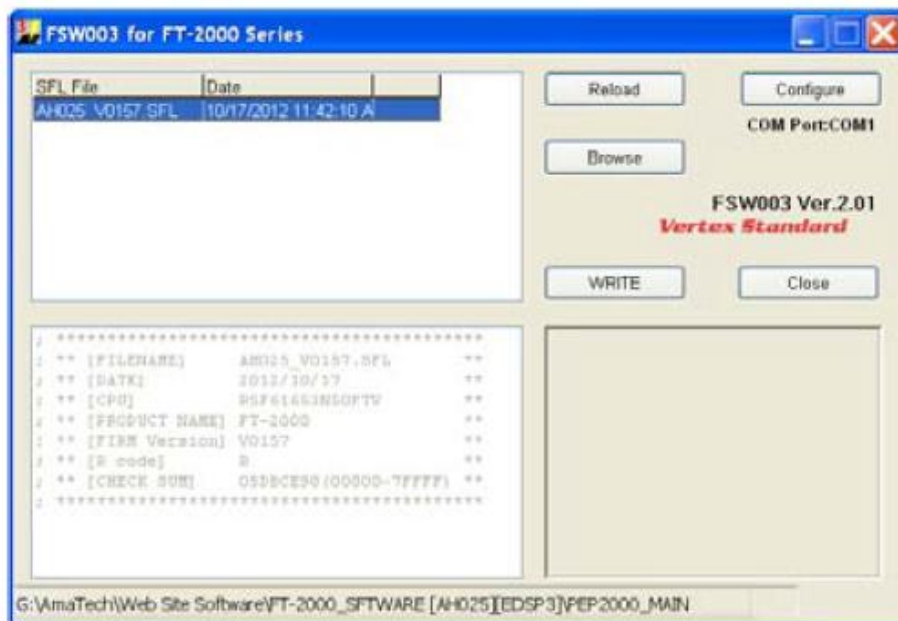 FSW003 for FT-2000 Series
SFL File Date
AH025_V0157.SFL 10/17/2012 11:42:10 A
Reload
Configure
COM Port:COM1
Browse
FSW003 Ver.2.01
Vertex Standard
WRITE
Close
; ******************************************
; ** [FILENAME] AH025_V0157.SFL **
; ** [DATE] 2012/10/17 **
; ** [CPU] **
; ** [PRODUCT NAME] FT-2000 **
; ** [FIRM Version] V0157 **
; ** **
; ** [CHECK SUM] **
; ******************************************
G:\AmaTech\Web Site Software\FT-2000_SFTWARE [AH025][EDSP3]\PEP2000_MAIN